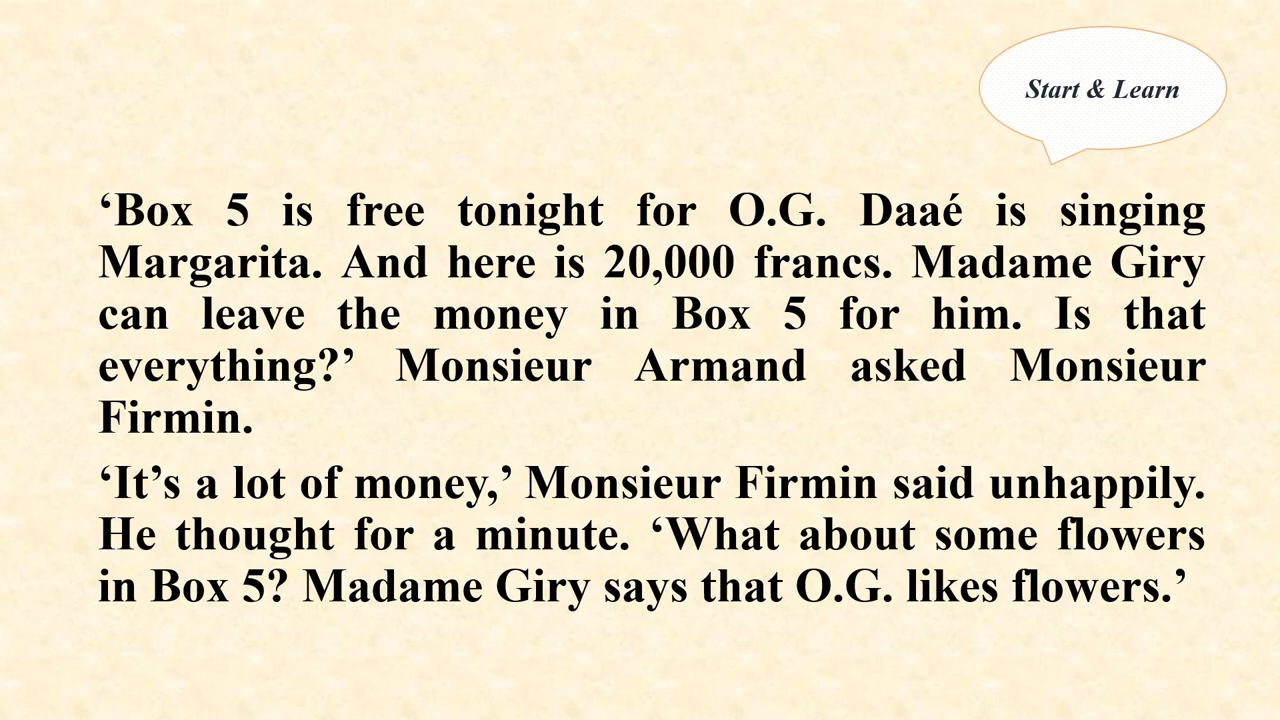 Start & Learn
‘Box 5 is free tonight for O.G. Daaé is singing
Margarita. And here is 20,000 francs. Madame Giry
can leave the money in Box 5 for him. Is that
everything?’ Monsieur Armand asked Monsieur
Firmin.
‘It’s a lot of money,’ Monsieur Firmin said unhappily.
He thought for a minute. ‘What about some flowers
in Box 5? Madame Giry says that O.G. likes flowers.’